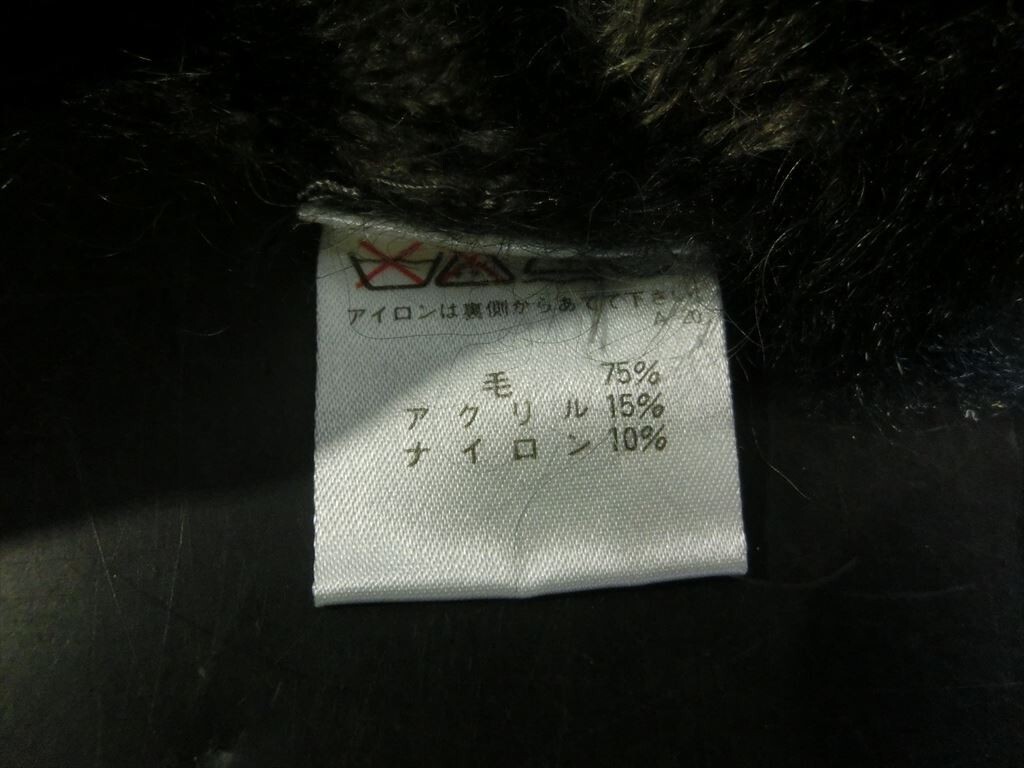 アイロンは裏側からあてて下さい
毛 75%
アクリル 15%
ナイロン 10%